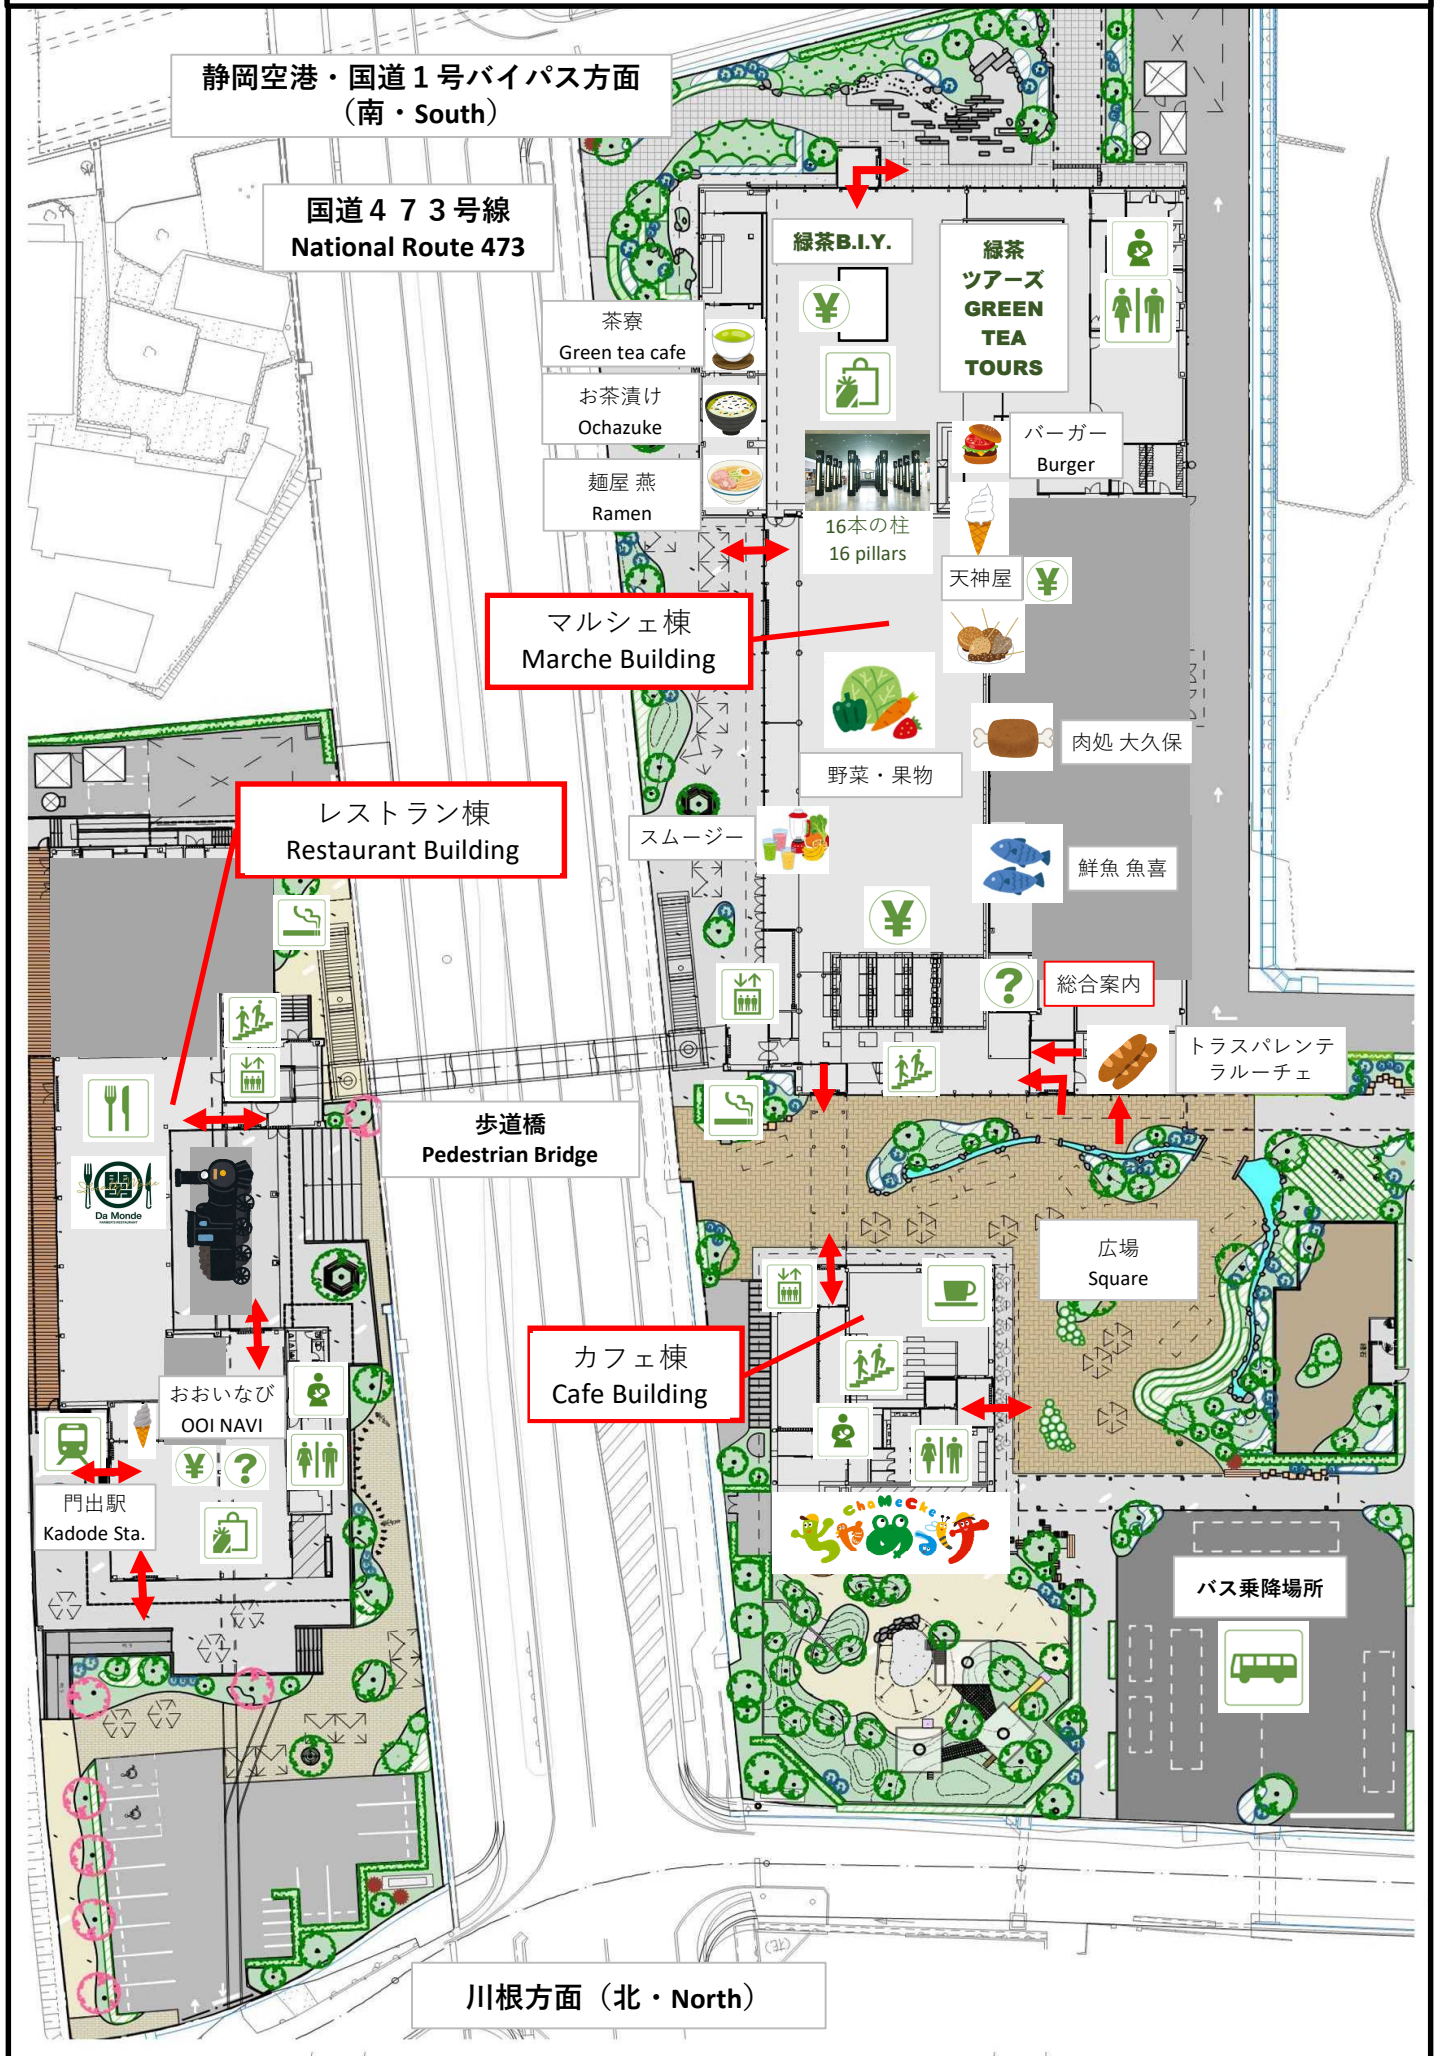 静岡空港・国道１号バイパス方面
（南・South）
国道４７３号線
National Route 473
緑茶B.I.Y.
緑茶
ツアーズ
GREEN
TEA
TOURS
茶寮
Green tea cafe
お茶漬け
Ochazuke
麺屋 燕
Ramen
バーガー
Burger
16本の柱
16 pillars
天神屋
マルシェ棟
Marche Building
野菜・果物
肉処 大久保
レストラン棟
Restaurant Building
スムージー
鮮魚 魚喜
総合案内
トラスパレンテ
ラルーチェ
歩道橋
Pedestrian Bridge
Da Monde
広場
Square
カフェ棟
Cafe Building
おおいなび
OOI NAVI
門出駅
Kadode Sta.
ChaMeCke
ちゃめっけ
バス乗降場所
川根方面（北・North）